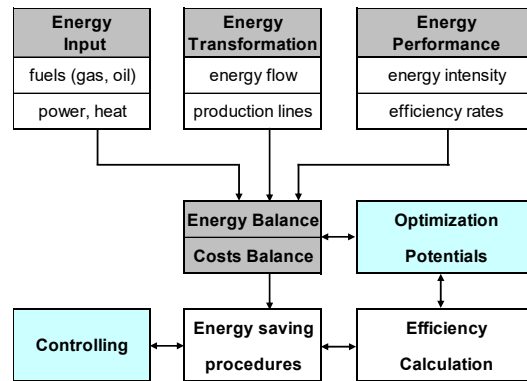 Energy
Input
fuels (gas, oil)
power, heat
Energy
Transformation
energy flow
production lines
Energy
Performance
energy intensity
efficiency rates
Energy Balance
Costs Balance
Optimization
Potentials
Controlling
Energy saving
procedures
Efficiency
Calculation